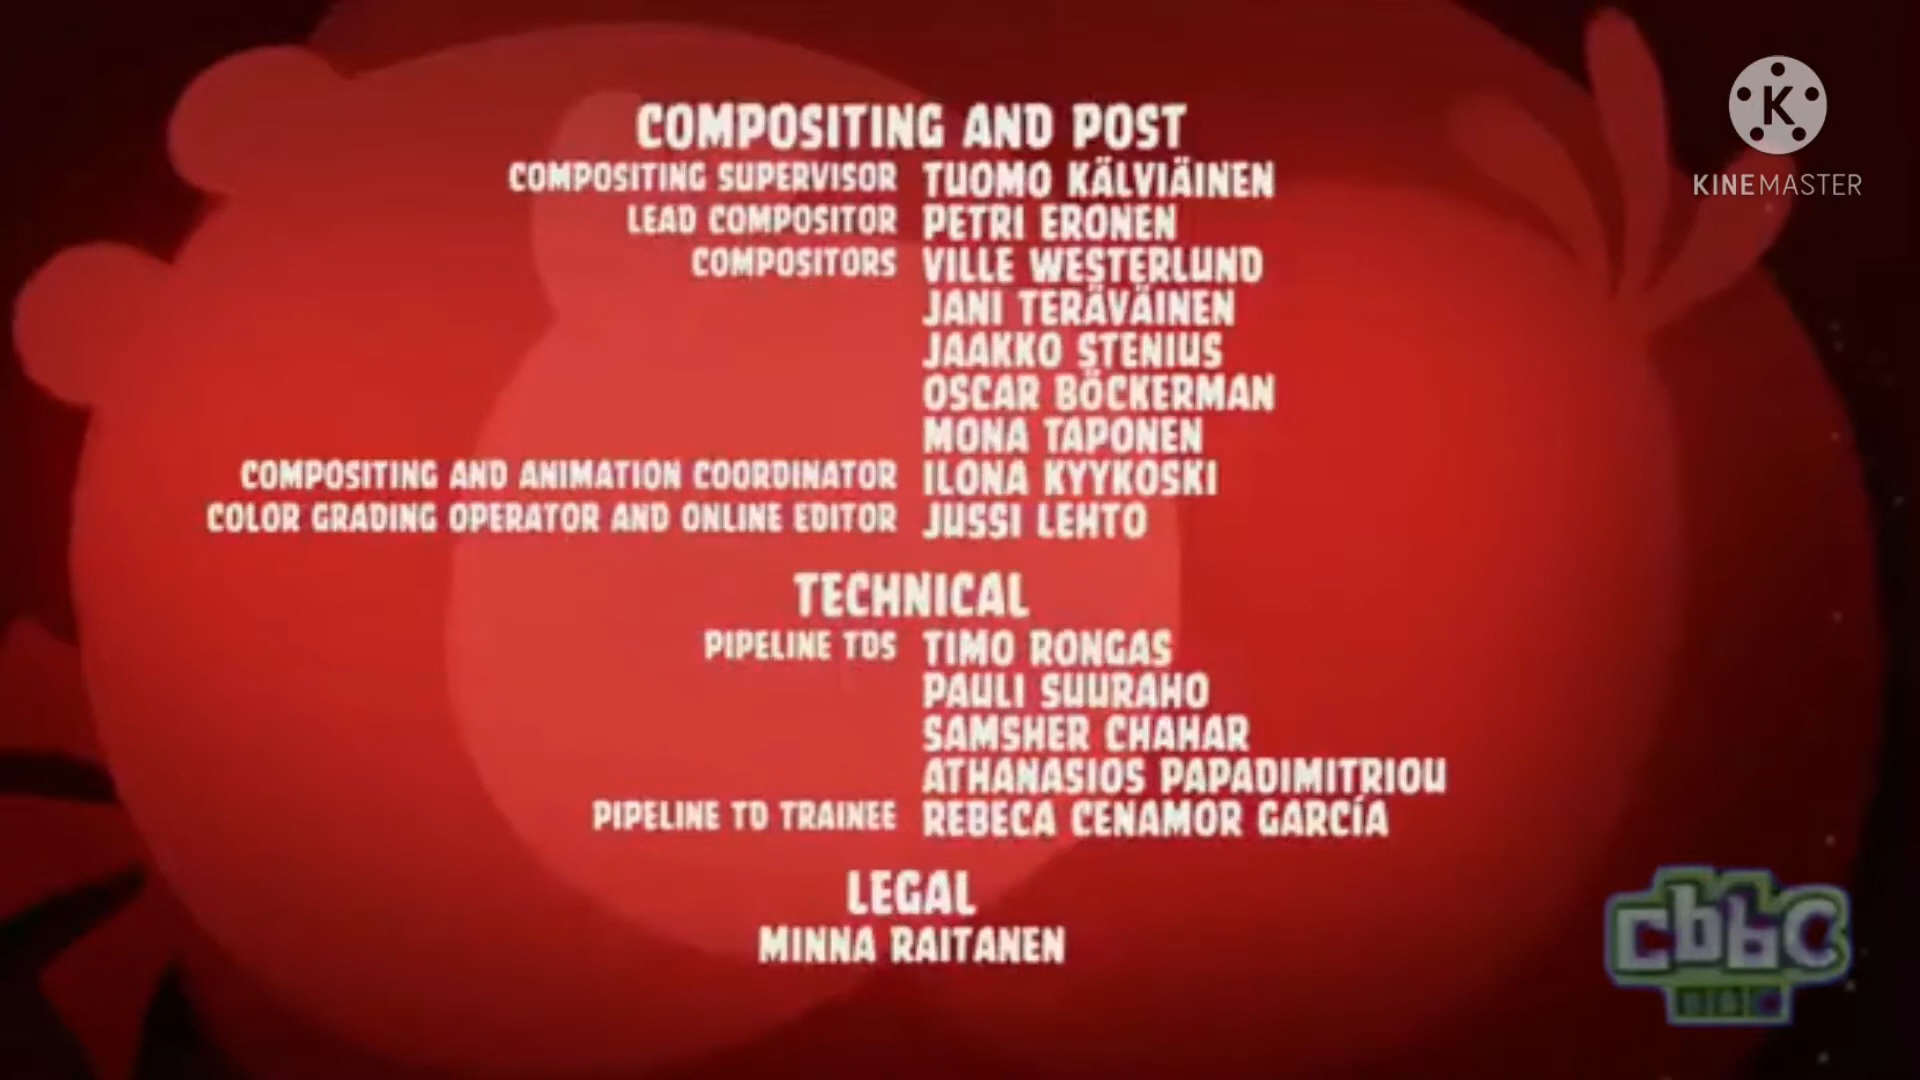 COMPOSITING AND POST
COMPOSITING SUPERVISOR TUOMO KÄLVIÄINEN
LEAD COMPOSITOR PETRI ERONEN
COMPOSITORS VILLE WESTERLUND
JANI TERÄVÄINEN
JAAKKO STENIUS
OSCAR BÖCKERMAN
MONA TAPONEN
COMPOSITING AND ANIMATION COORDINATOR ILONA KYYKOSKI
COLOR GRADING OPERATOR AND ONLINE EDITOR JUSSI LEHTO
TECHNICAL
PIPELINE TDS TIMO RONGAS
PAULI SUURAHO
SAMSHER CHAHAR
ATHANASIOS PAPADIMITRIOU
PIPELINE TD TRAINEE REBECA CENAMOR GARCÍA
LEGAL
MINNA RAITANEN
K
KINEMASTER
cbbc
BBC